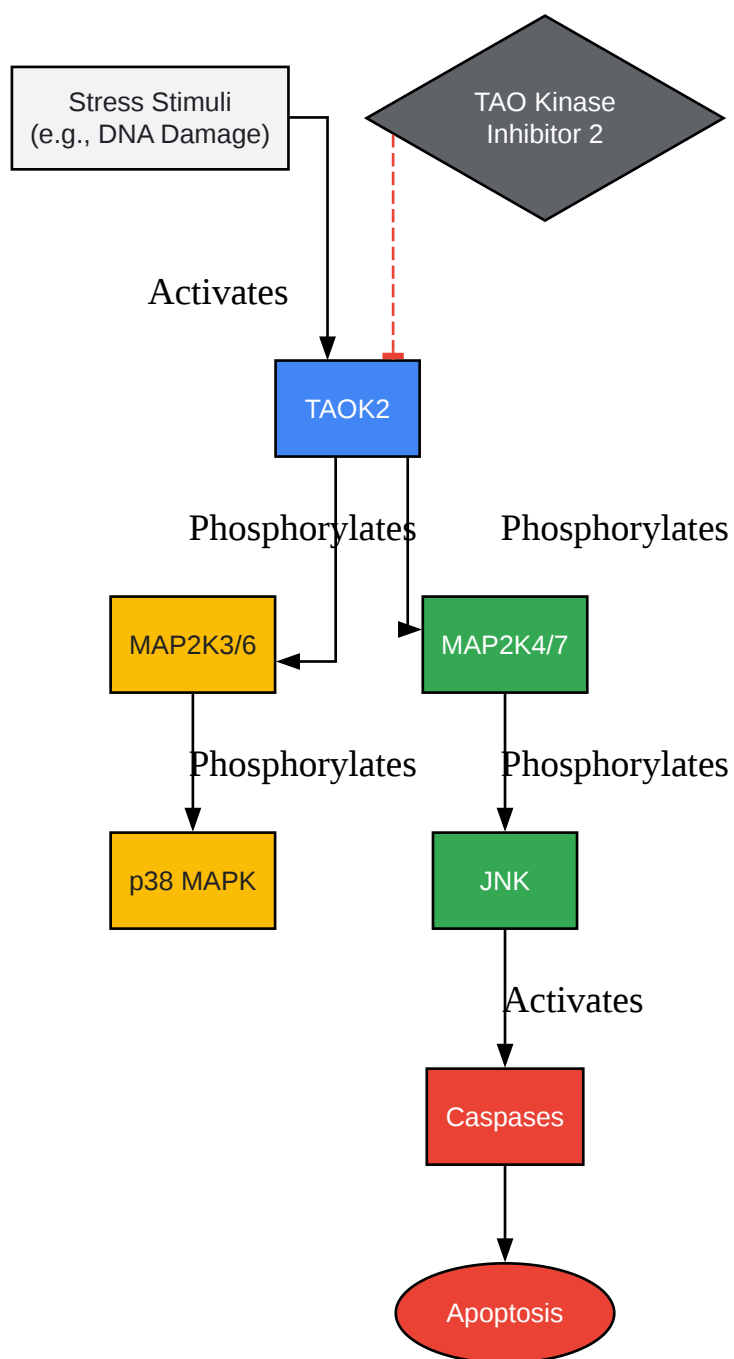 Stress Stimuli
(e.g., DNA Damage)
TAO Kinase
Inhibitor 2
Activates
TAOK2
Phosphorylates
Phosphorylates
MAP2K3/6
MAP2K4/7
Phosphorylates
Phosphorylates
p38 MAPK
JNK
Activates
Caspases
Apoptosis